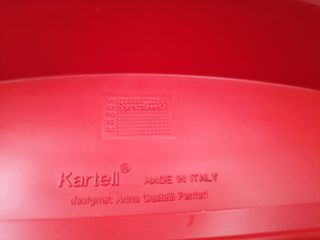 Kartell® MADE IN ITALY
designer: Anna Castelli Ferrieri